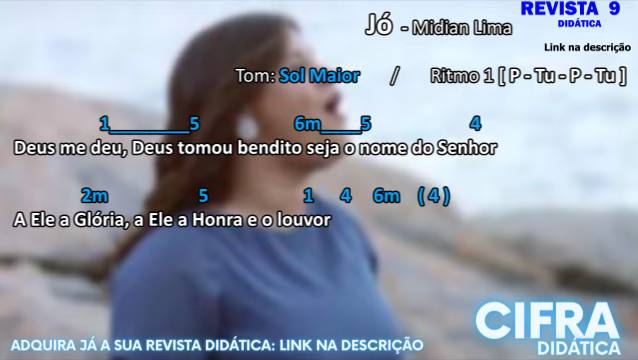 REVISTA 9
DIDÁTICA
Jó - Midian Lima
Link na descrição
Tom: Sol Maior / Ritmo 1 [ P - Tu - P - Tu ]
1________5 6m____5 4
Deus me deu, Deus tomou bendito seja o nome do Senhor
2m 5 1 4 6m ( 4 )
A Ele a Glória, a Ele a Honra e o louvor
CIFRA
DIDÁTICA
ADQUIRA JÁ A SUA REVISTA DIDÁTICA: LINK NA DESCRIÇÃO